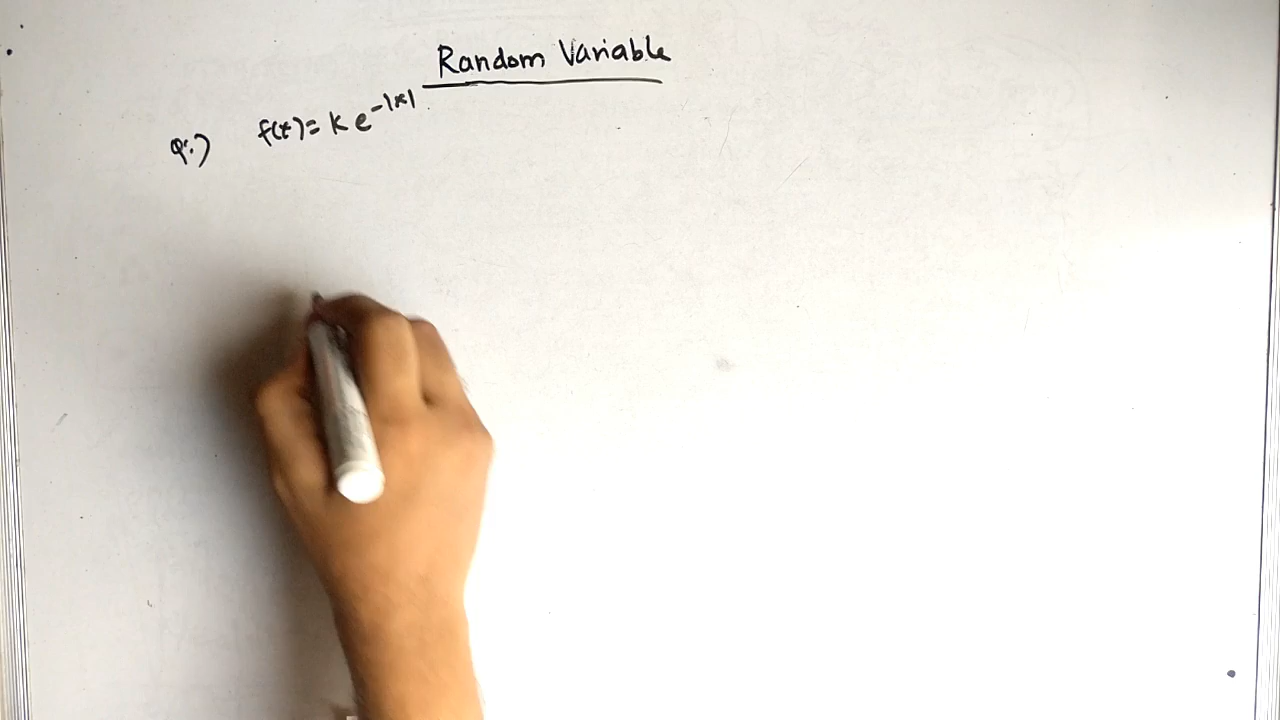 Random Variable
Q:) f(x) = k e^{-|x|}